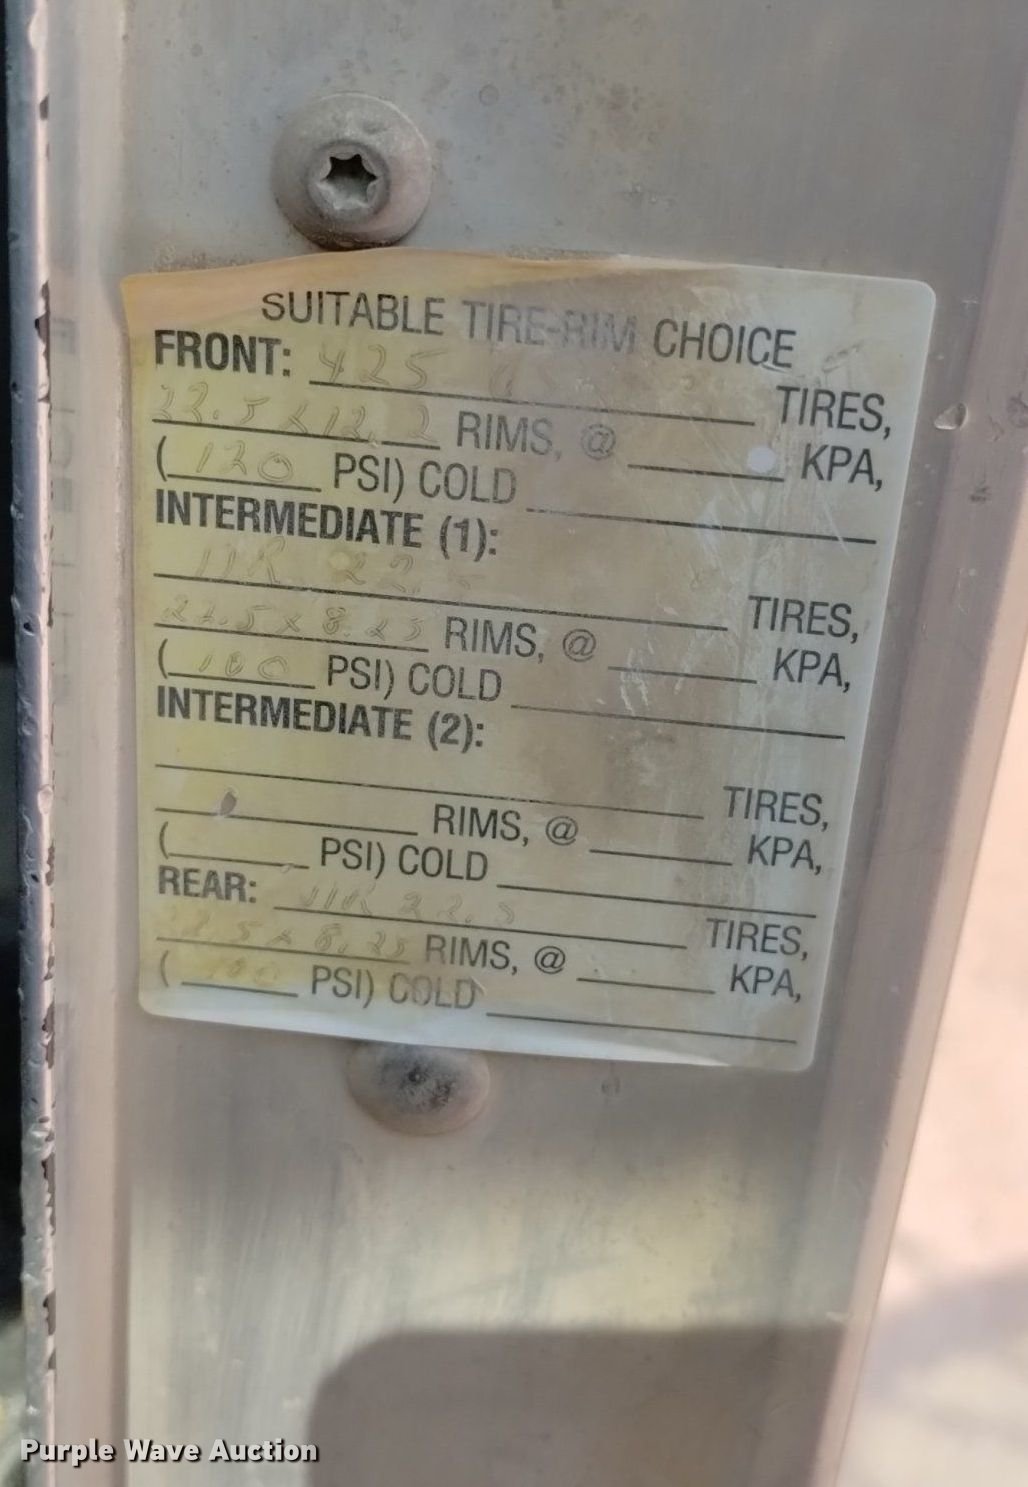 SUITABLE TIRE-RIM CHOICE
FRONT: 425 TIRES,
22.5 x 12.2 RIMS, @ KPA,
(120 PSI) COLD
INTERMEDIATE (1):
11R 22.5 TIRES,
22.5 x 8.25 RIMS, @ KPA,
(100 PSI) COLD
INTERMEDIATE (2):
TIRES,
RIMS, @ KPA,
( PSI) COLD
REAR: 11R 22.5 TIRES,
22.5 x 8.25 RIMS, @ KPA,
(100 PSI) COLD
Purple Wave Auction